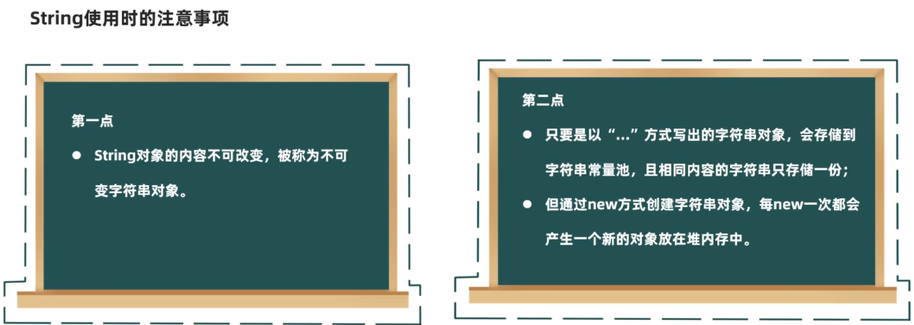 String使用时的注意事项
第一点
● String对象的内容不可改变，被称为不可
变字符串对象。
第二点
● 只要是以“...”方式写出的字符串对象，会存储到
字符串常量池，且相同内容的字符串只存储一份；
● 但通过new方式创建字符串对象，每new一次都会
产生一个新的对象放在堆内存中。